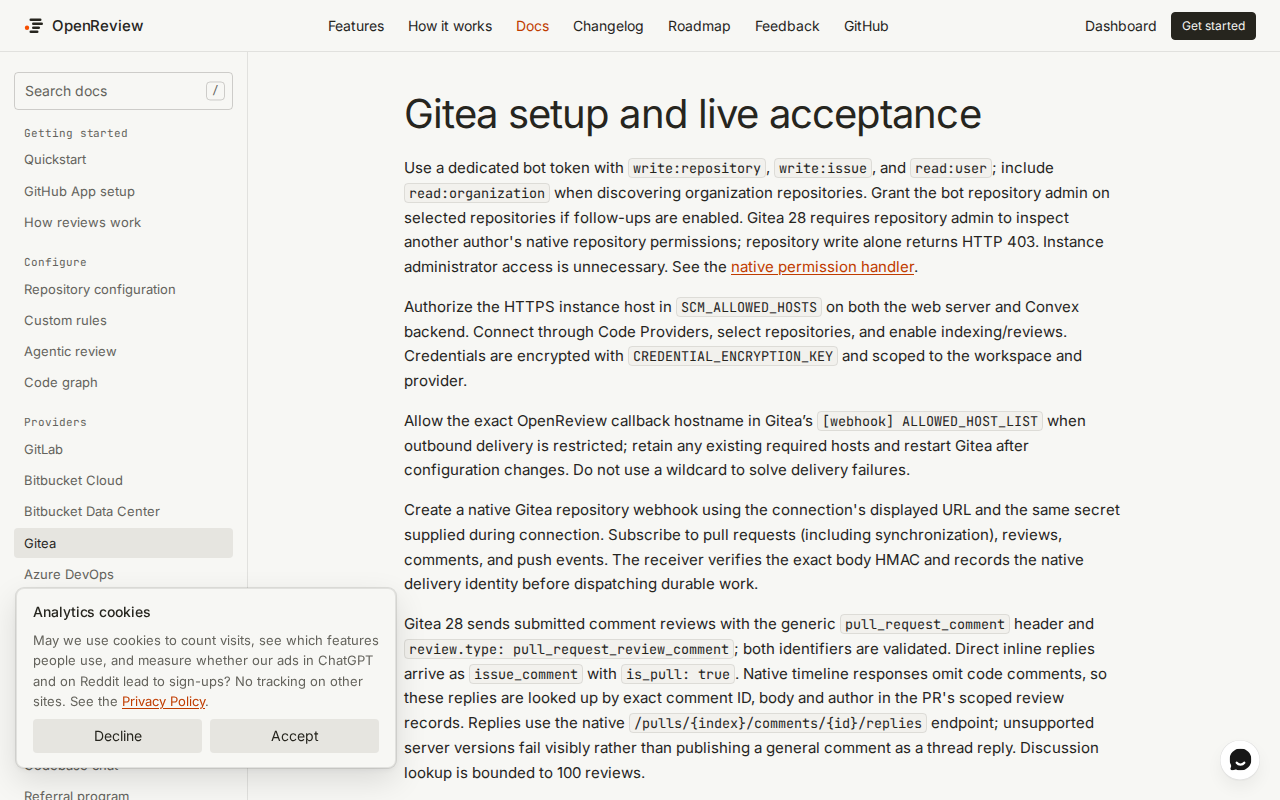 OpenReview
Features
How it works
Docs
Changelog
Roadmap
Feedback
GitHub
Dashboard
Get started
Search docs
/
Getting started
Quickstart
GitHub App setup
How reviews work
Configure
Repository configuration
Custom rules
Agentic review
Code graph
Providers
GitLab
Bitbucket Cloud
Bitbucket Data Center
Gitea
Azure DevOps
Referral program
Analytics cookies
May we use cookies to count visits, see which features
people use, and measure whether our ads in ChatGPT
and on Reddit lead to sign-ups? No tracking on other
sites. See the Privacy Policy.
Decline
Accept
Gitea setup and live acceptance
Use a dedicated bot token with write:repository, write:issue, and read:user; include
read:organization when discovering organization repositories. Grant the bot repository admin on
selected repositories if follow-ups are enabled. Gitea 28 requires repository admin to inspect
another author's native repository permissions; repository write alone returns HTTP 403. Instance
administrator access is unnecessary. See the native permission handler.
Authorize the HTTPS instance host in SCM_ALLOWED_HOSTS on both the web server and Convex
backend. Connect through Code Providers, select repositories, and enable indexing/reviews.
Credentials are encrypted with CREDENTIAL_ENCRYPTION_KEY and scoped to the workspace and
provider.
Allow the exact OpenReview callback hostname in Gitea’s [webhook] ALLOWED_HOST_LIST when
outbound delivery is restricted; retain any existing required hosts and restart Gitea after
configuration changes. Do not use a wildcard to solve delivery failures.
Create a native Gitea repository webhook using the connection's displayed URL and the same secret
supplied during connection. Subscribe to pull requests (including synchronization), reviews,
comments, and push events. The receiver verifies the exact body HMAC and records the native
delivery identity before dispatching durable work.
Gitea 28 sends submitted comment reviews with the generic pull_request_comment header and
review.type: pull_request_review_comment; both identifiers are validated. Direct inline replies
arrive as issue_comment with is_pull: true. Native timeline responses omit code comments, so
these replies are looked up by exact comment ID, body and author in the PR's scoped review
records. Replies use the native /pulls/{index}/comments/{id}/replies endpoint; unsupported
server versions fail visibly rather than publishing a general comment as a thread reply. Discussion
lookup is bounded to 100 reviews.